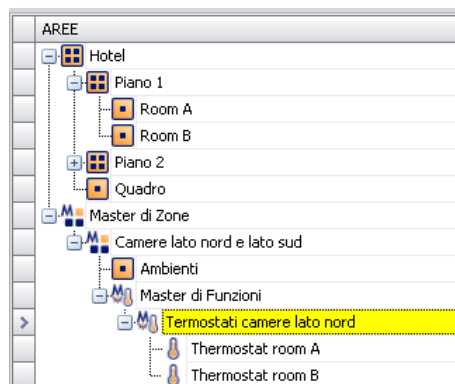 AREE
Hotel
Piano 1
Room A
Room B
Piano 2
Quadro
Master di Zone
Camere lato nord e lato sud
Ambienti
Master di Funzioni
Termostati camere lato nord
Thermostat room A
Thermostat room B